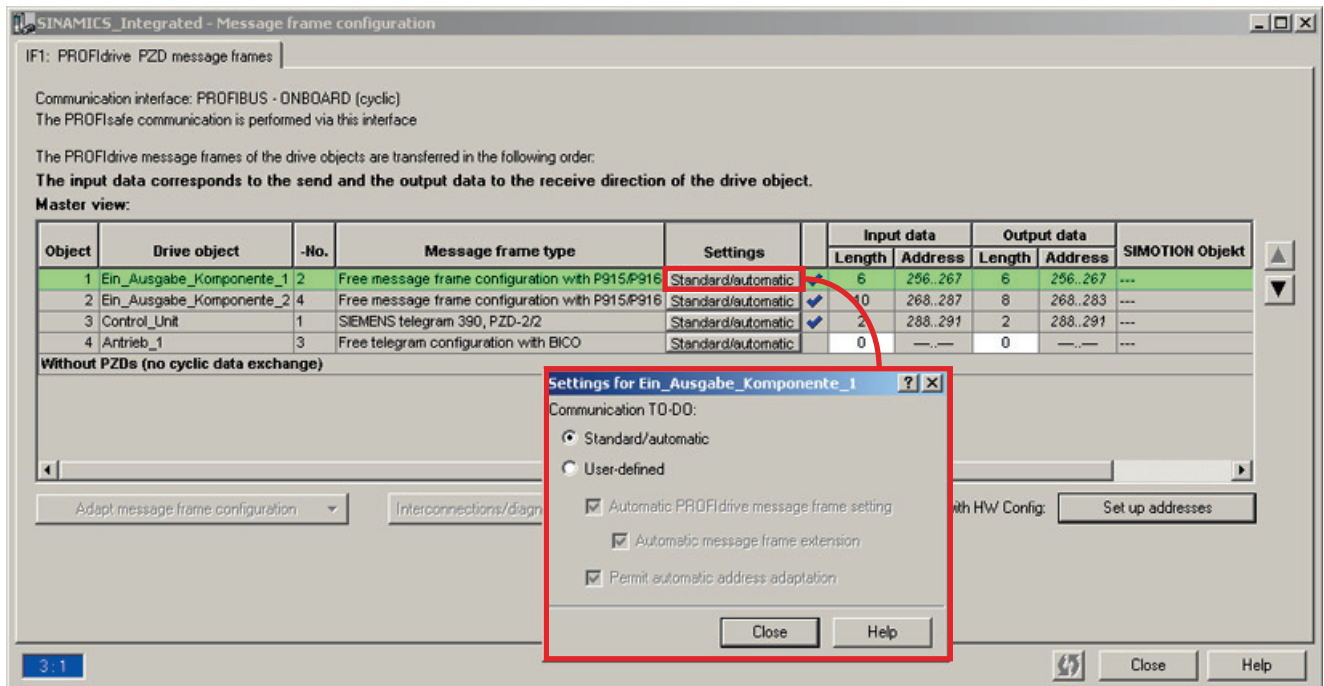 SINAMICS_Integrated - Message frame configuration
IF1: PROFIdrive PZD message frames
Communication interface: PROFIBUS - ONBOARD (cyclic)
The PROFIsafe communication is performed via this interface
The PROFIdrive message frames of the drive objects are transferred in the following order:
The input data corresponds to the send and the output data to the receive direction of the drive object.
Master view:
Object Drive object -No. Message frame type Settings Input data Output data SIMOTION Objekt
Length Address Length Address
1 Ein_Ausgabe_Komponente_1 2 Free message frame configuration with P915/P916 Standard/automatic 6 256..267 6 256..267 ---
2 Ein_Ausgabe_Komponente_2 4 Free message frame configuration with P915/P916 Standard/automatic 10 268..287 8 268..283 ---
3 Control_Unit 1 SIEMENS telegram 390, PZD-2/2 Standard/automatic 2 288..291 2 288..291 ---
4 Antrieb_1 3 Free telegram configuration with BICO Standard/automatic 0 —..— 0 —..— ---
Without PZDs (no cyclic data exchange)
Settings for Ein_Ausgabe_Komponente_1
Communication TO-DO:
Standard/automatic
User-defined
Automatic PROFIdrive message frame setting
Automatic message frame extension
Permit automatic address adaptation
Close Help
Adapt message frame configuration Interconnections/diagn with HW Config: Set up addresses
3:1 Close Help